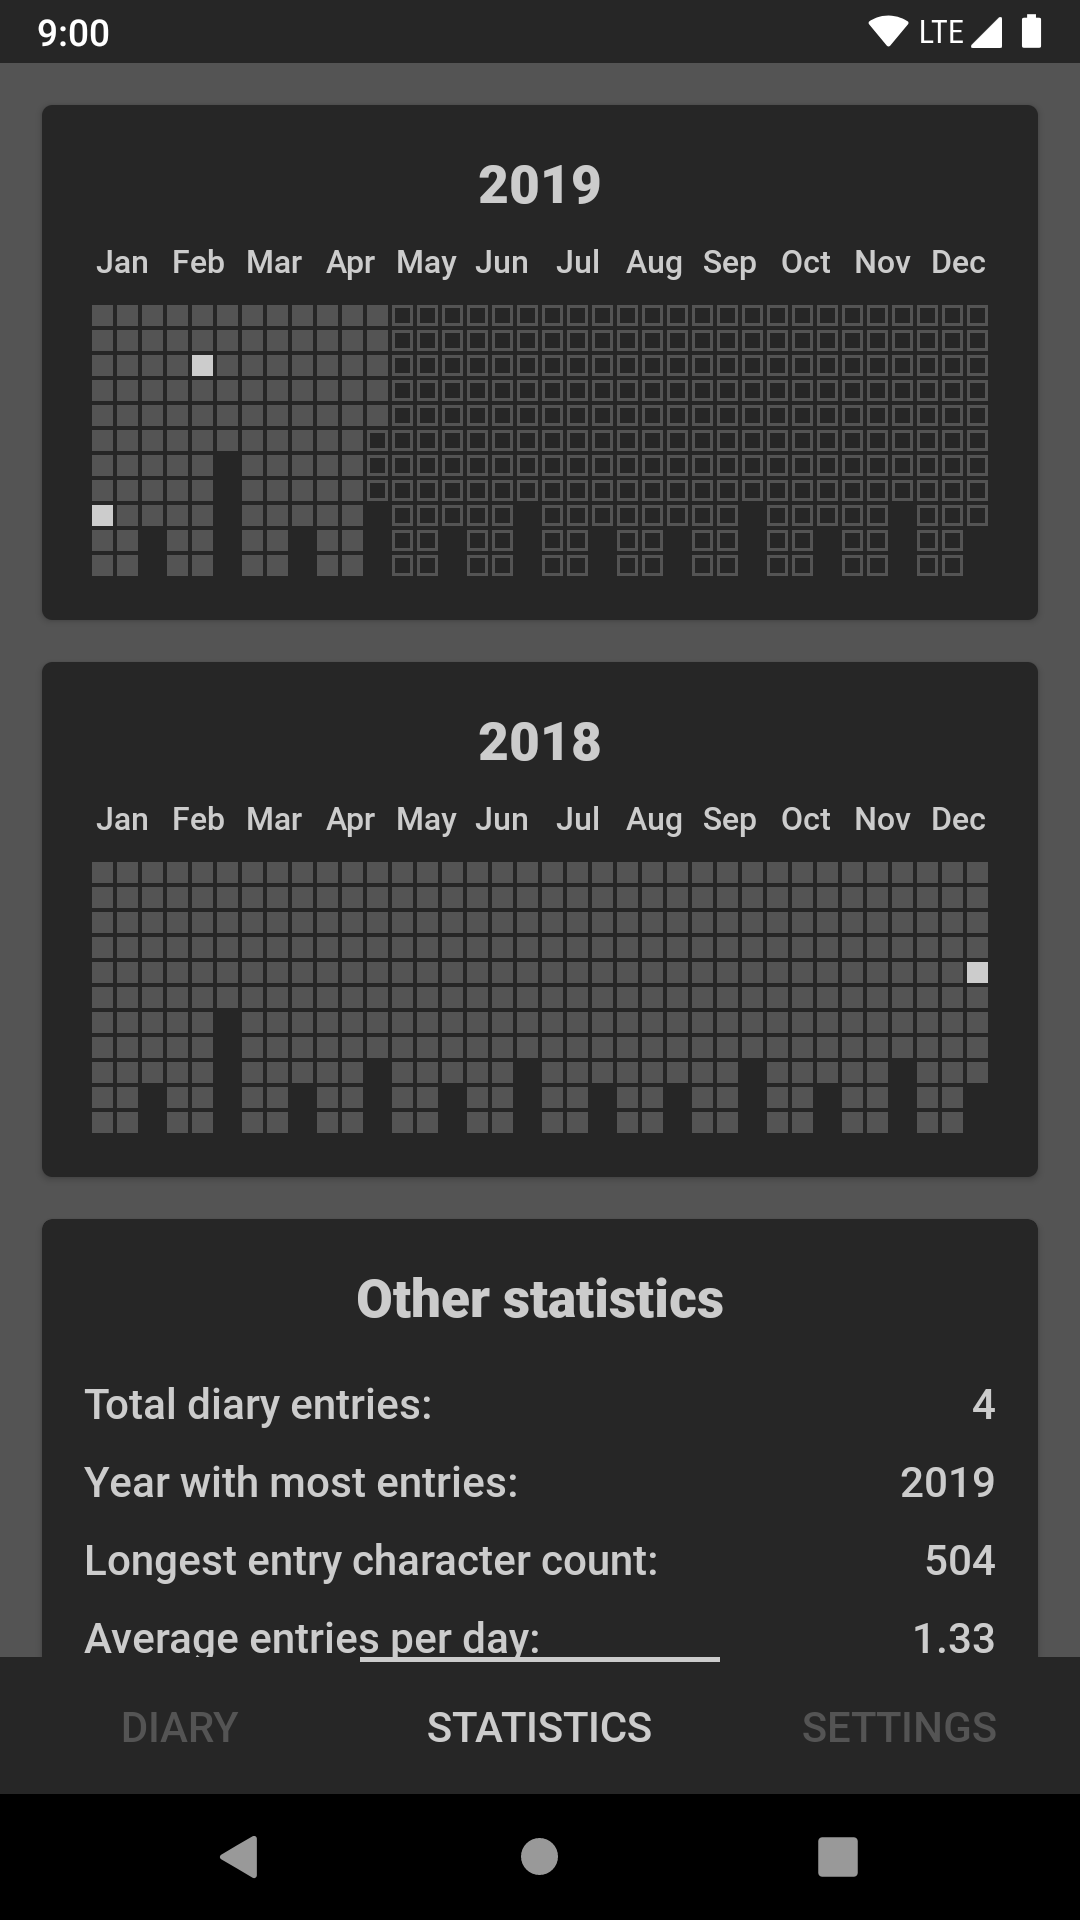 9:00 LTE
2019
Jan Feb Mar Apr May Jun Jul Aug Sep Oct Nov Dec
2018
Jan Feb Mar Apr May Jun Jul Aug Sep Oct Nov Dec
Other statistics
Total diary entries: 4
Year with most entries: 2019
Longest entry character count: 504
Average entries per day: 1.33
DIARY STATISTICS SETTINGS